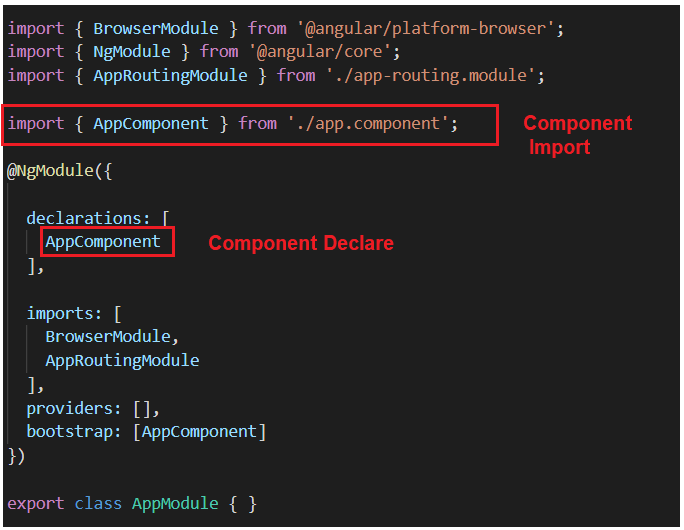 import { BrowserModule } from '@angular/platform-browser';
import { NgModule } from '@angular/core';
import { AppRoutingModule } from './app-routing.module';
import { AppComponent } from './app.component';
Component
Import
@NgModule({
declarations: [
AppComponent
Component Declare
],
imports: [
BrowserModule,
AppRoutingModule
],
providers: [],
bootstrap: [AppComponent]
})
export class AppModule { }